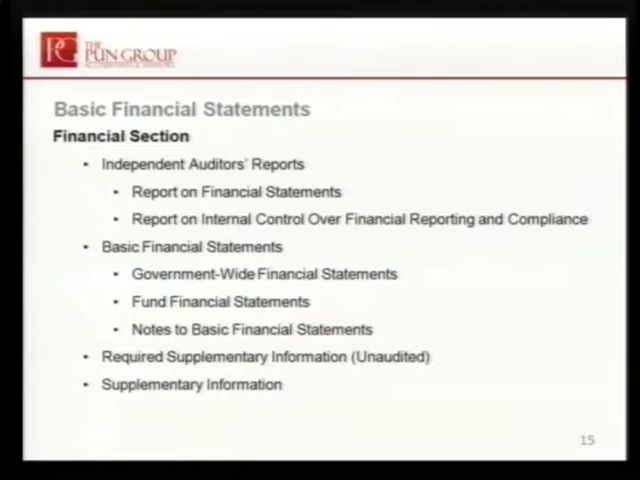 PG THE
PUN GROUP
Basic Financial Statements
Financial Section
• Independent Auditors' Reports
• Report on Financial Statements
• Report on Internal Control Over Financial Reporting and Compliance
• Basic Financial Statements
• Government-Wide Financial Statements
• Fund Financial Statements
• Notes to Basic Financial Statements
• Required Supplementary Information (Unaudited)
• Supplementary Information
15